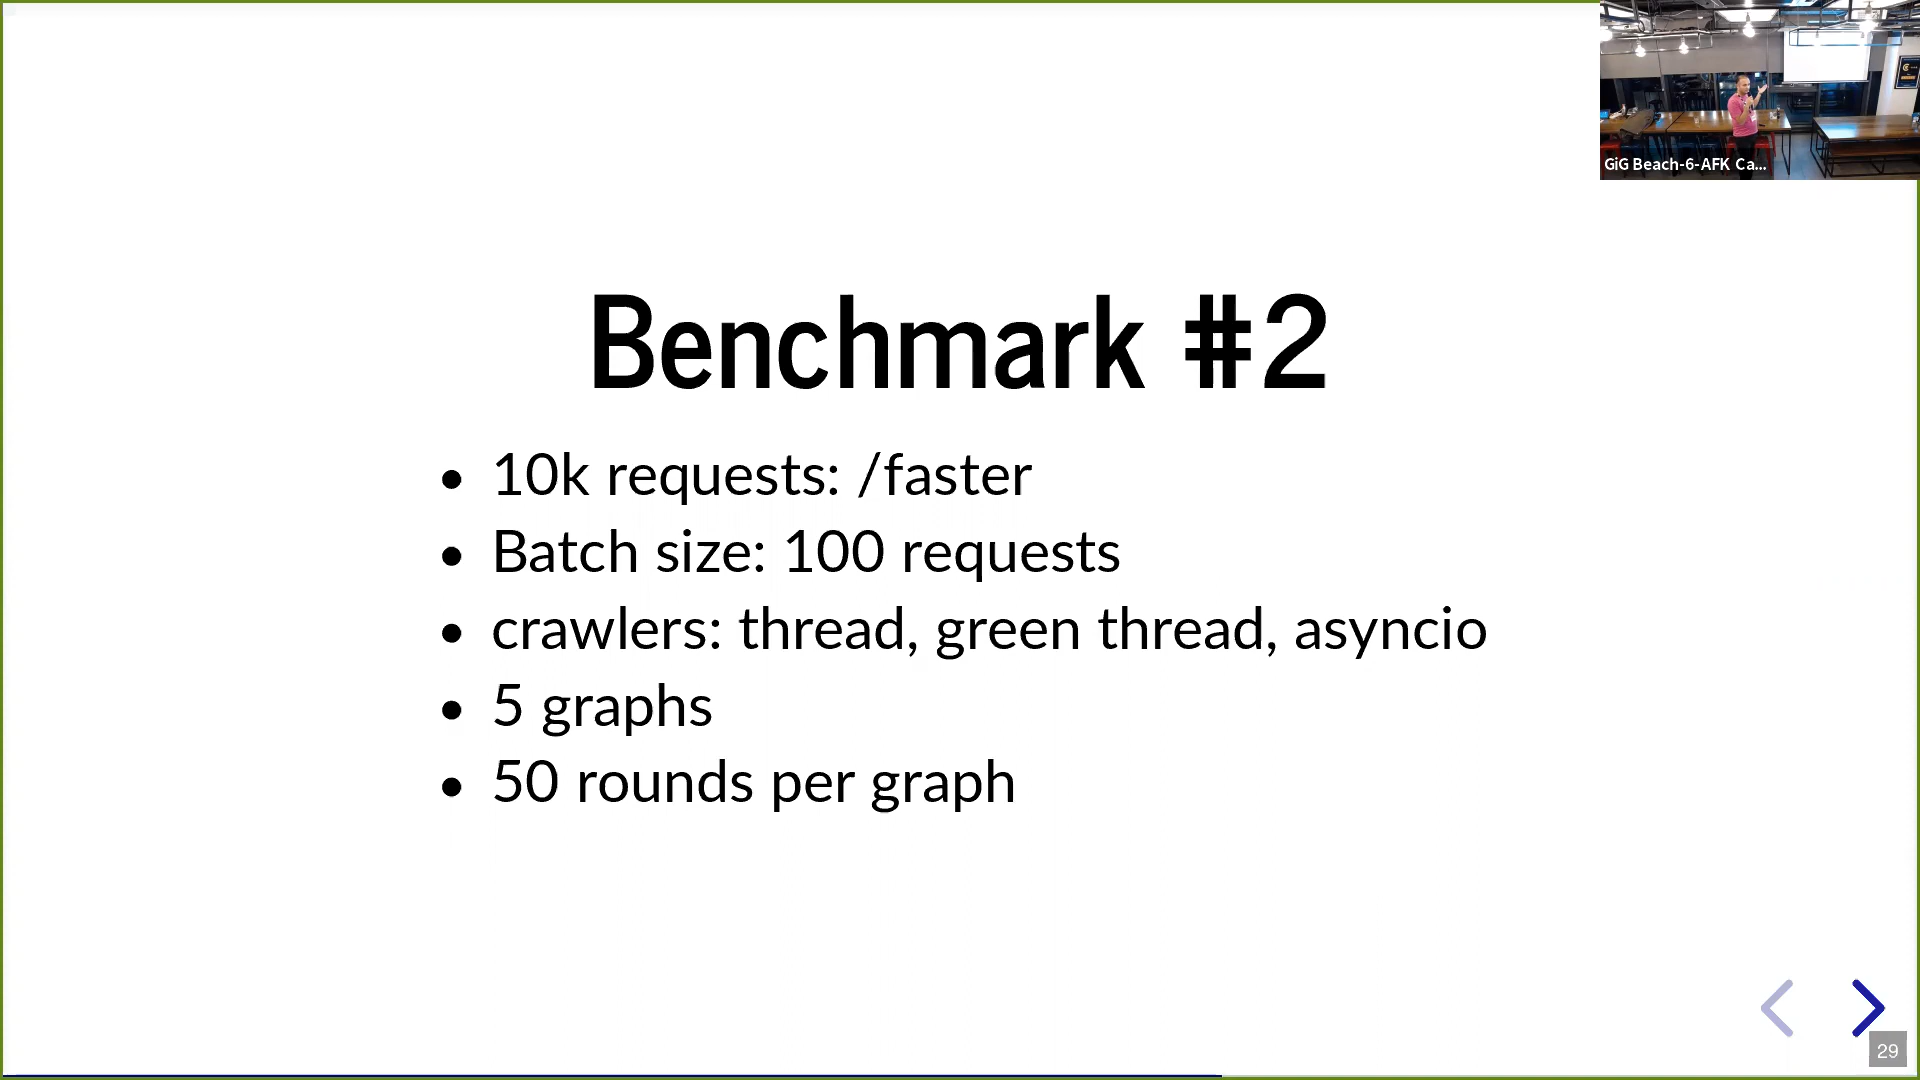 GiG Beach-6-AFK Ca...
Benchmark #2
10k requests: /faster
Batch size: 100 requests
crawlers: thread, green thread, asyncio
5 graphs
50 rounds per graph
29